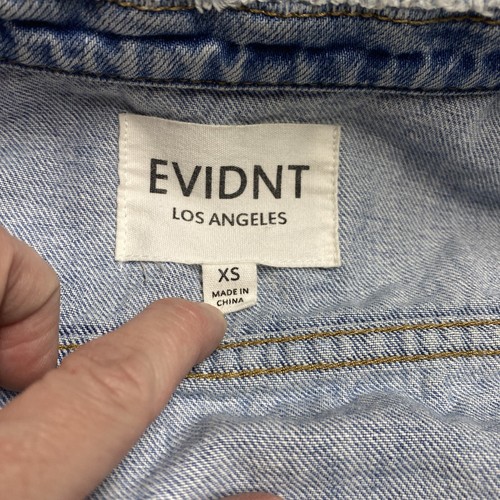 EVIDNT
LOS ANGELES
XS
MADE IN
CHINA